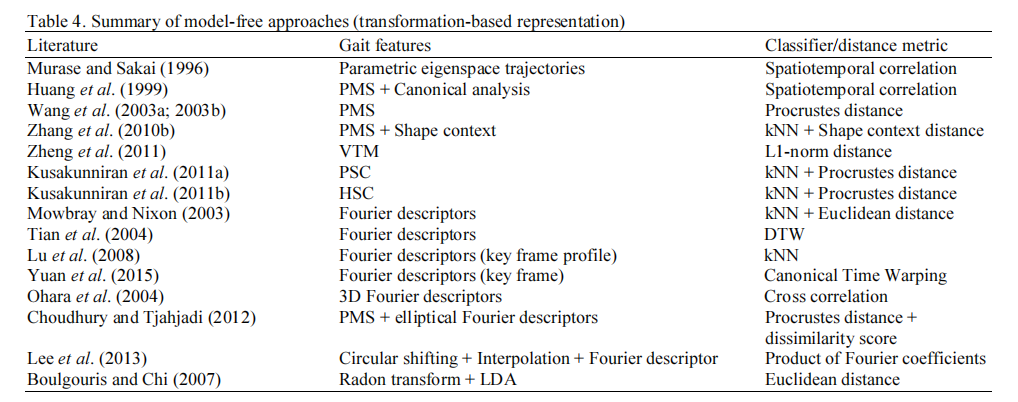 Table 4. Summary of model-free approaches (transformation-based representation)
Literature Gait features Classifier/distance metric
Murase and Sakai (1996) Parametric eigenspace trajectories Spatiotemporal correlation
Huang et al. (1999) PMS + Canonical analysis Spatiotemporal correlation
Wang et al. (2003a; 2003b) PMS Procrustes distance
Zhang et al. (2010b) PMS + Shape context kNN + Shape context distance
Zheng et al. (2011) VTM L1-norm distance
Kusakunniran et al. (2011a) PSC kNN + Procrustes distance
Kusakunniran et al. (2011b) HSC kNN + Procrustes distance
Mowbray and Nixon (2003) Fourier descriptors kNN + Euclidean distance
Tian et al. (2004) Fourier descriptors DTW
Lu et al. (2008) Fourier descriptors (key frame profile) kNN
Yuan et al. (2015) Fourier descriptors (key frame) Canonical Time Warping
Ohara et al. (2004) 3D Fourier descriptors Cross correlation
Choudhury and Tjahjadi (2012) PMS + elliptical Fourier descriptors Procrustes distance +
dissimilarity score
Lee et al. (2013) Circular shifting + Interpolation + Fourier descriptor Product of Fourier coefficients
Boulgouris and Chi (2007) Radon transform + LDA Euclidean distance